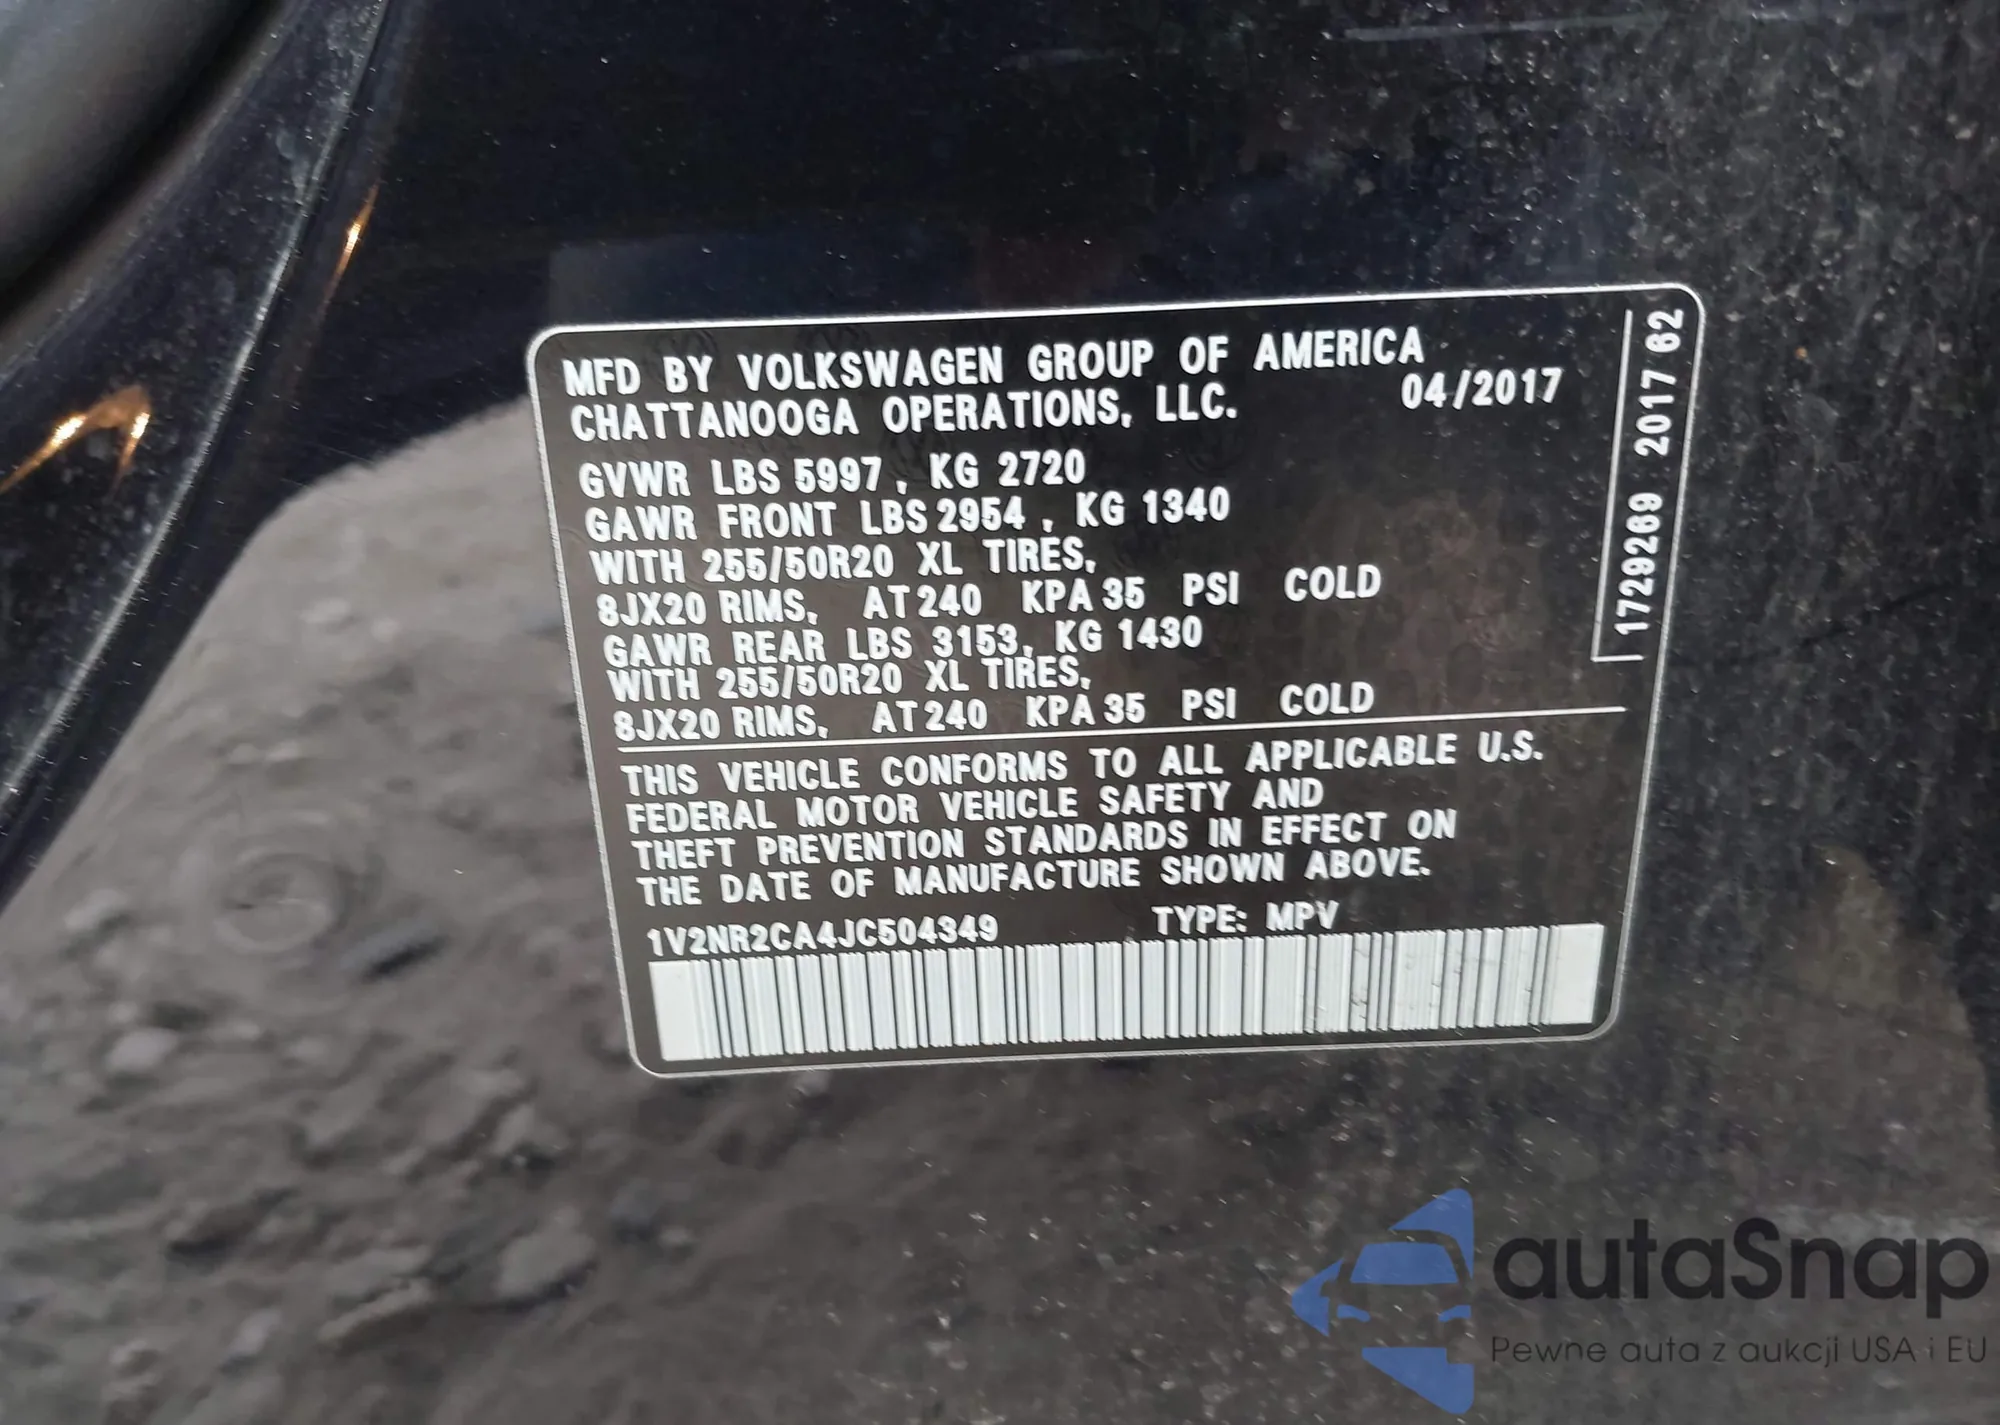 MFD BY VOLKSWAGEN GROUP OF AMERICA
CHATTANOOGA OPERATIONS, LLC. 04/2017
GVWR LBS 5997, KG 2720
GAWR FRONT LBS 2954, KG 1340
WITH 255/50R20 XL TIRES,
8JX20 RIMS, AT 240 KPA 35 PSI COLD
GAWR REAR LBS 3153, KG 1430
WITH 255/50R20 XL TIRES,
8JX20 RIMS, AT 240 KPA 35 PSI COLD
THIS VEHICLE CONFORMS TO ALL APPLICABLE U.S.
FEDERAL MOTOR VEHICLE SAFETY AND
THEFT PREVENTION STANDARDS IN EFFECT ON
THE DATE OF MANUFACTURE SHOWN ABOVE.
1V2NR2CA4JC504349 TYPE: MPV
1729269 2017 62
autaSnap
Pewne auta z aukcji USA i EU